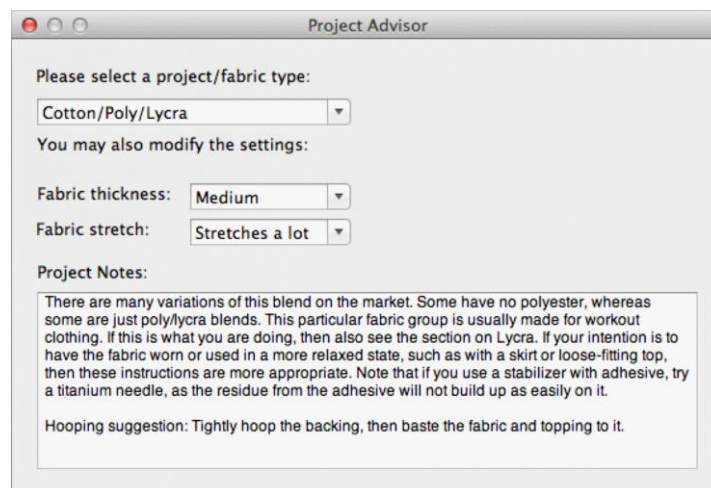 Project Advisor
Please select a project/fabric type:
Cotton/Poly/Lycra
You may also modify the settings:
Fabric thickness: Medium
Fabric stretch: Stretches a lot
Project Notes:
There are many variations of this blend on the market. Some have no polyester, whereas
some are just poly/lycra blends. This particular fabric group is usually made for workout
clothing. If this is what you are doing, then also see the section on Lycra. If your intention is to
have the fabric worn or used in a more relaxed state, such as with a skirt or loose-fitting top,
then these instructions are more appropriate. Note that if you use a stabilizer with adhesive, try
a titanium needle, as the residue from the adhesive will not build up as easily on it.
Hooping suggestion: Tightly hoop the backing, then baste the fabric and topping to it.